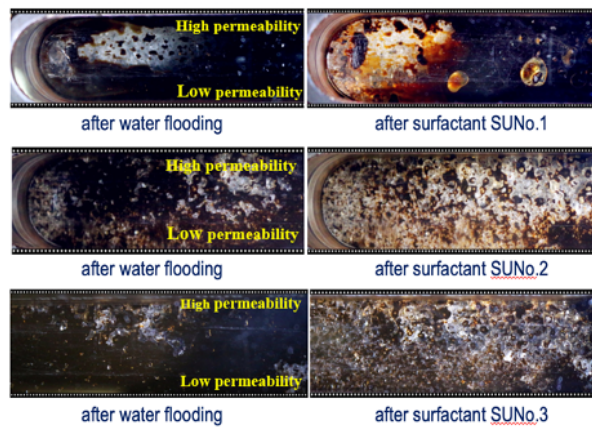 High permeability
Low permeability
after water flooding
after surfactant SUNo.1
High permeability
Low permeability
after water flooding
after surfactant SUNo.2
High permeability
Low permeability
after water flooding
after surfactant SUNo.3